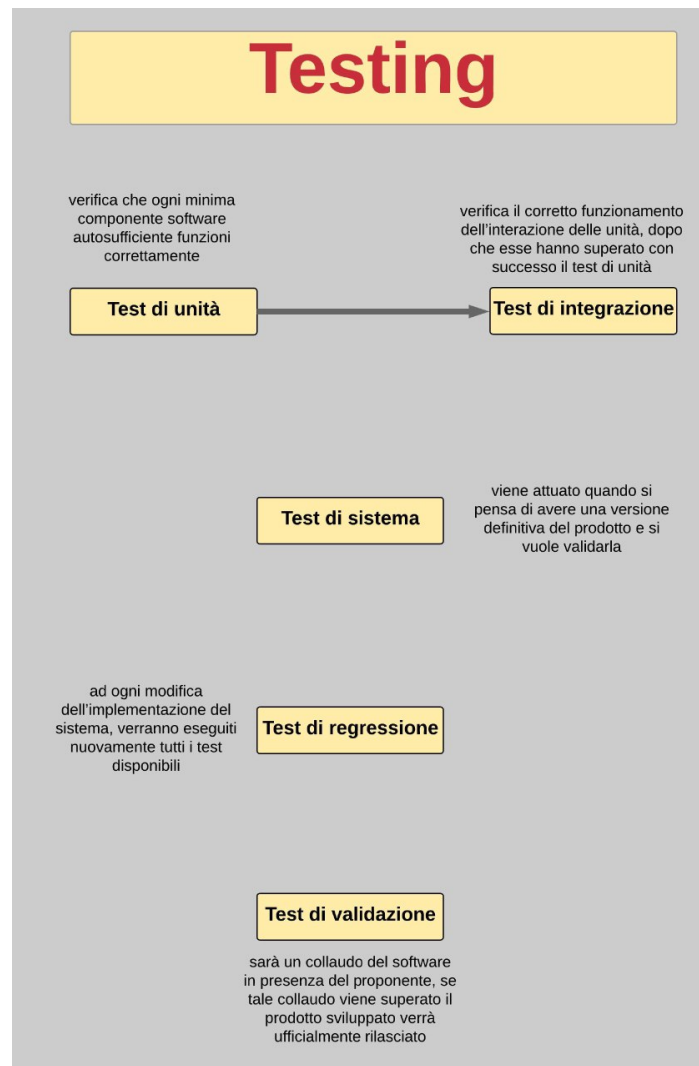 Testing
verifica che ogni minima
componente software
autosufficiente funzioni
correttamente
Test di unità
verifica il corretto funzionamento
dell'interazione delle unità, dopo
che esse hanno superato con
successo il test di unità
Test di integrazione
Test di sistema
viene attuato quando si
pensa di avere una versione
definitiva del prodotto e si
vuole validarla
ad ogni modifica
dell'implementazione del
sistema, verranno eseguiti
nuovamente tutti i test
disponibili
Test di regressione
Test di validazione
sarà un collaudo del software
in presenza del proponente, se
tale collaudo viene superato il
prodotto sviluppato verrà
ufficialmente rilasciato